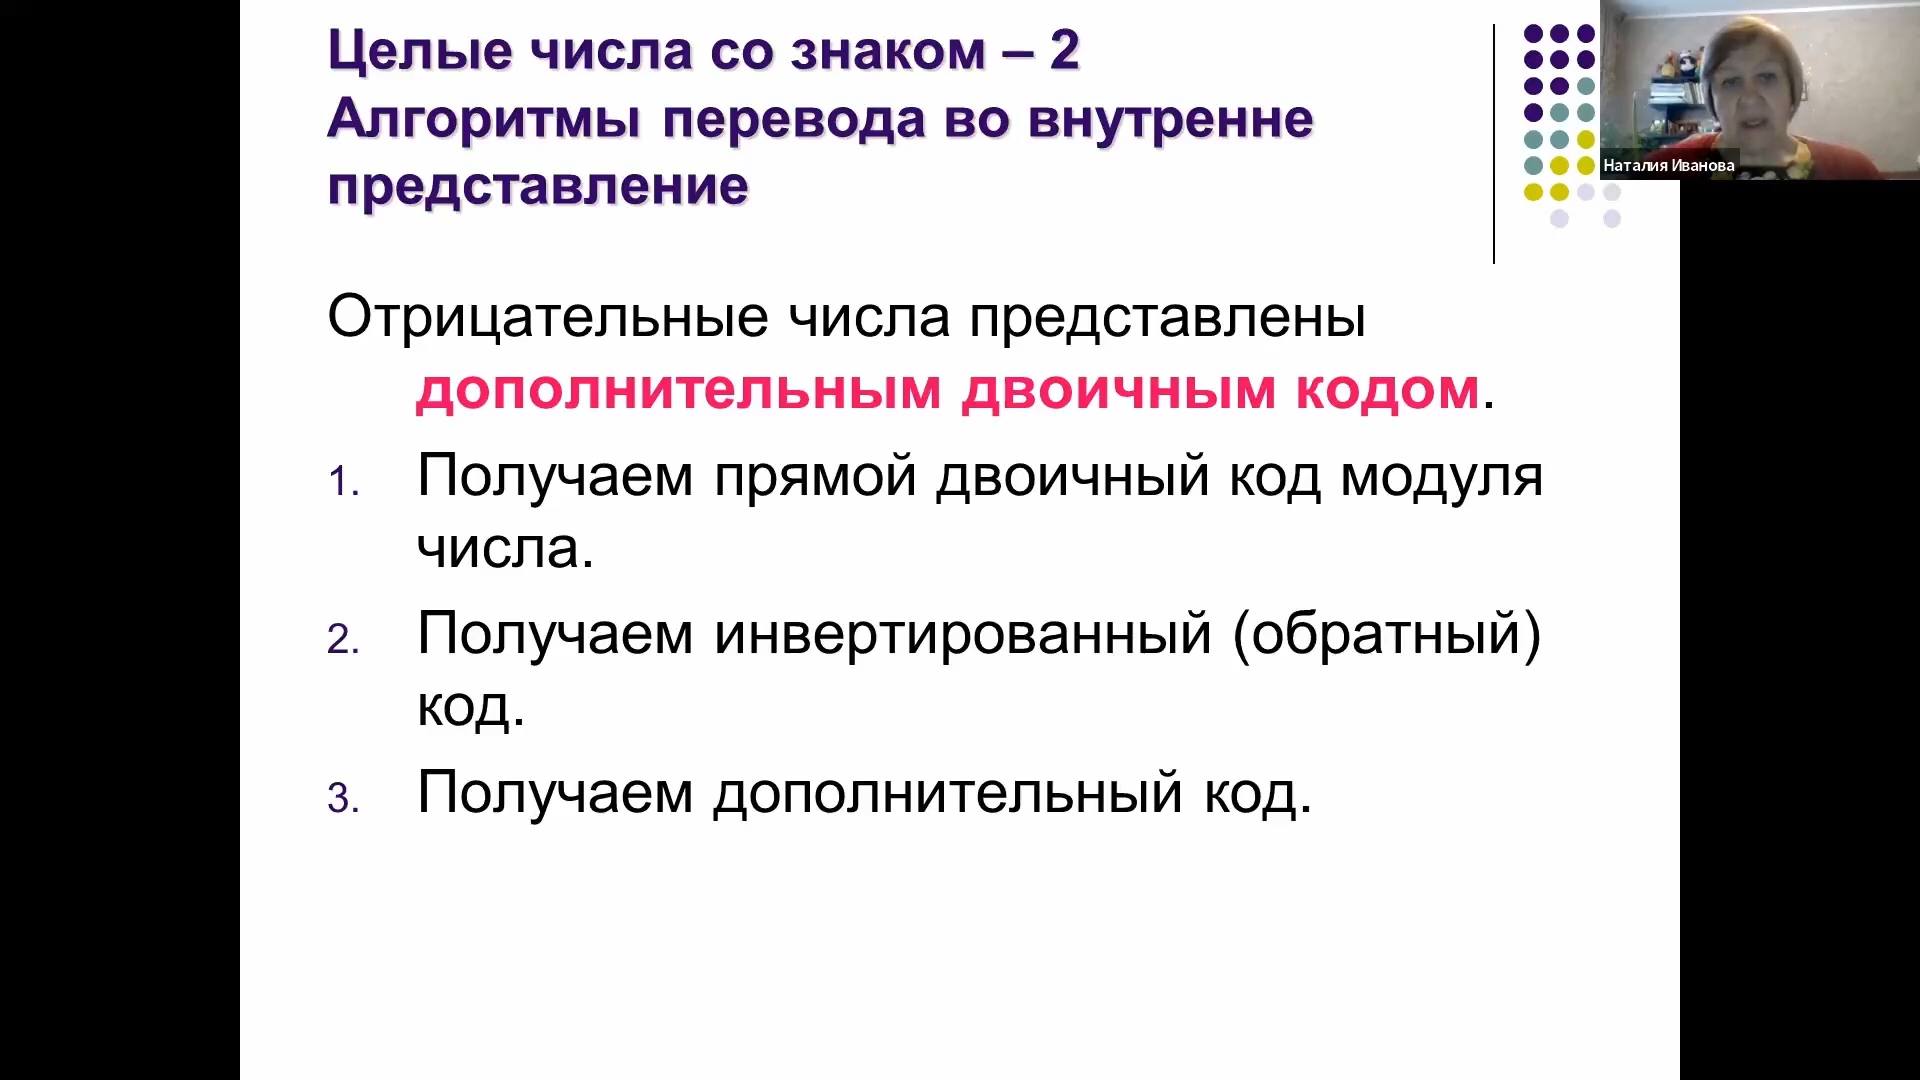 Целые числа со знаком – 2
Алгоритмы перевода во внутренне
представление
Наталия Иванова
Отрицательные числа представлены
дополнительным двоичным кодом.
1. Получаем прямой двоичный код модуля
числа.
2. Получаем инвертированный (обратный)
код.
3. Получаем дополнительный код.